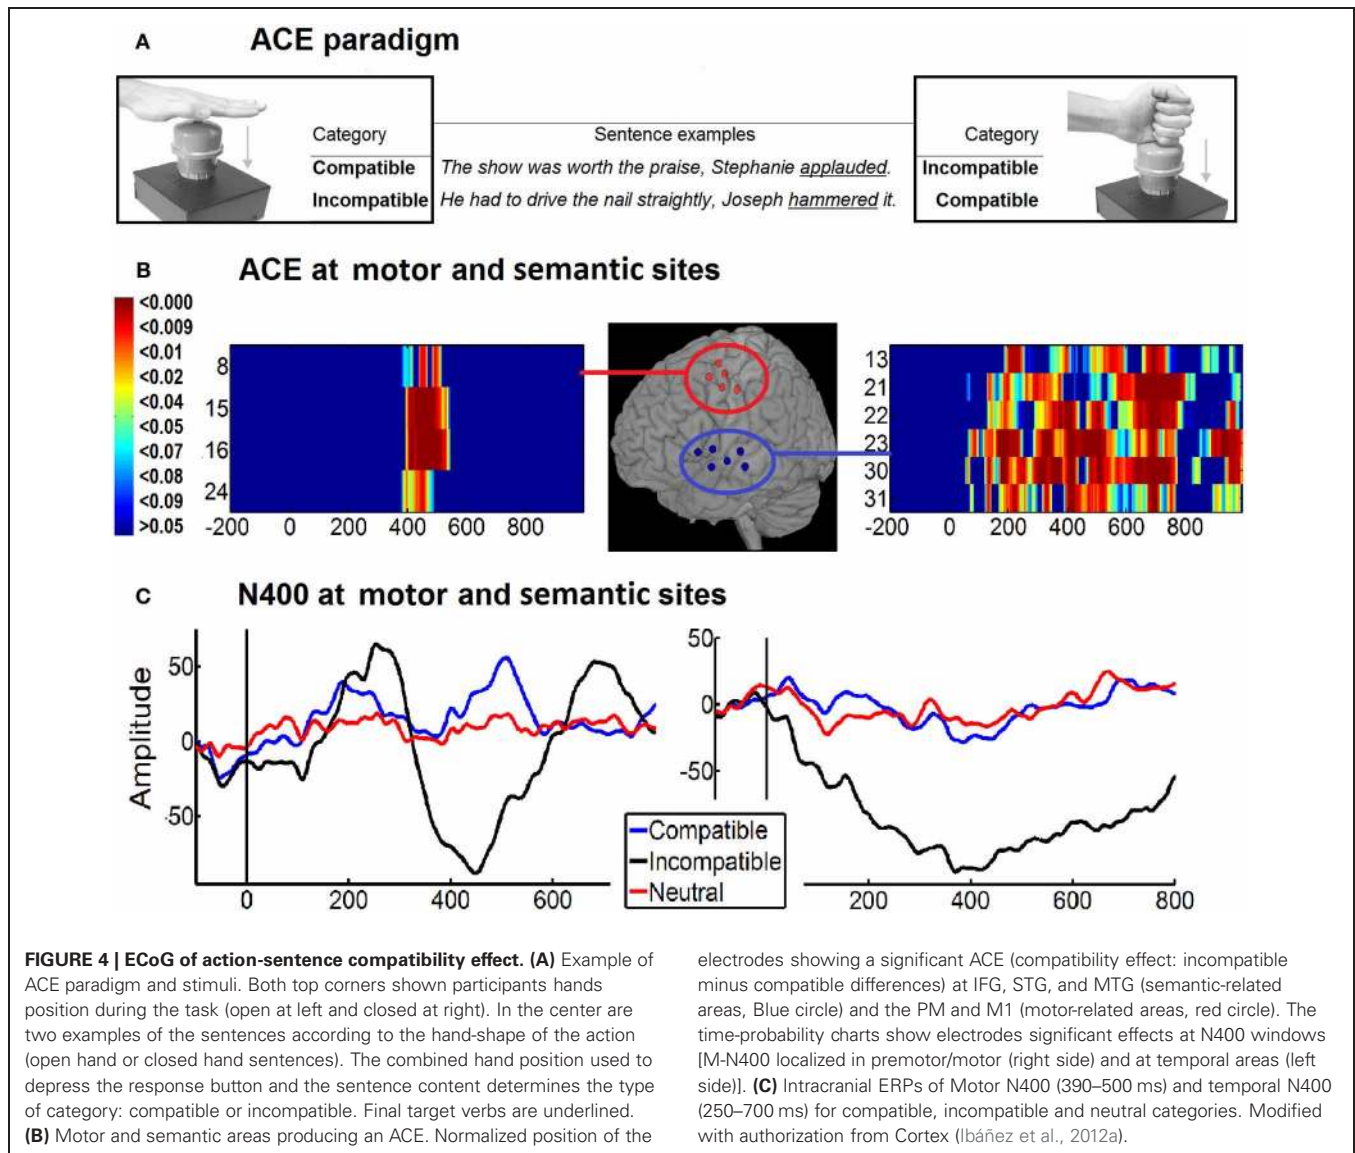 A
ACE paradigm
Category
Sentence examples
Category
Compatible
The show was worth the praise, Stephanie applauded.
Incompatible
Incompatible
He had to drive the nail straightly, Joseph hammered it.
Compatible
B
ACE at motor and semantic sites
<0.000
<0.009
<0.01
<0.02
<0.04
<0.05
<0.07
<0.08
<0.09
>0.05
8
15
16
24
-200 0 200 400 600 800
13
21
22
23
30
31
-200 0 200 400 600 800
C
N400 at motor and semantic sites
Amplitude
50
0
-50
0 200 400 600
50
0
-50
200 400 600 800
Compatible
Incompatible
Neutral
FIGURE 4 | ECoG of action-sentence compatibility effect. (A) Example of
ACE paradigm and stimuli. Both top corners shown participants hands
position during the task (open at left and closed at right). In the center are
two examples of the sentences according to the hand-shape of the action
(open hand or closed hand sentences). The combined hand position used to
depress the response button and the sentence content determines the type
of category: compatible or incompatible. Final target verbs are underlined.
(B) Motor and semantic areas producing an ACE. Normalized position of the
electrodes showing a significant ACE (compatibility effect: incompatible
minus compatible differences) at IFG, STG, and MTG (semantic-related
areas, Blue circle) and the PM and M1 (motor-related areas, red circle). The
time-probability charts show electrodes significant effects at N400 windows
[M-N400 localized in premotor/motor (right side) and at temporal areas (left
side)]. (C) Intracranial ERPs of Motor N400 (390–500 ms) and temporal N400
(250–700 ms) for compatible, incompatible and neutral categories. Modified
with authorization from Cortex (Ibáñez et al., 2012a).